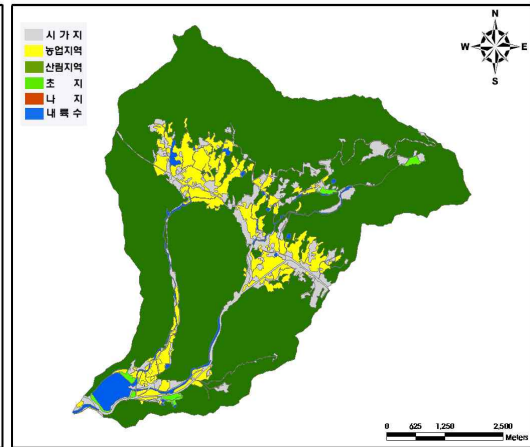 시 가 지
농업지역
산림지역
초 지
나 지
내 륙 수
N
W E
S
0 625 1,250 2,500
Meters